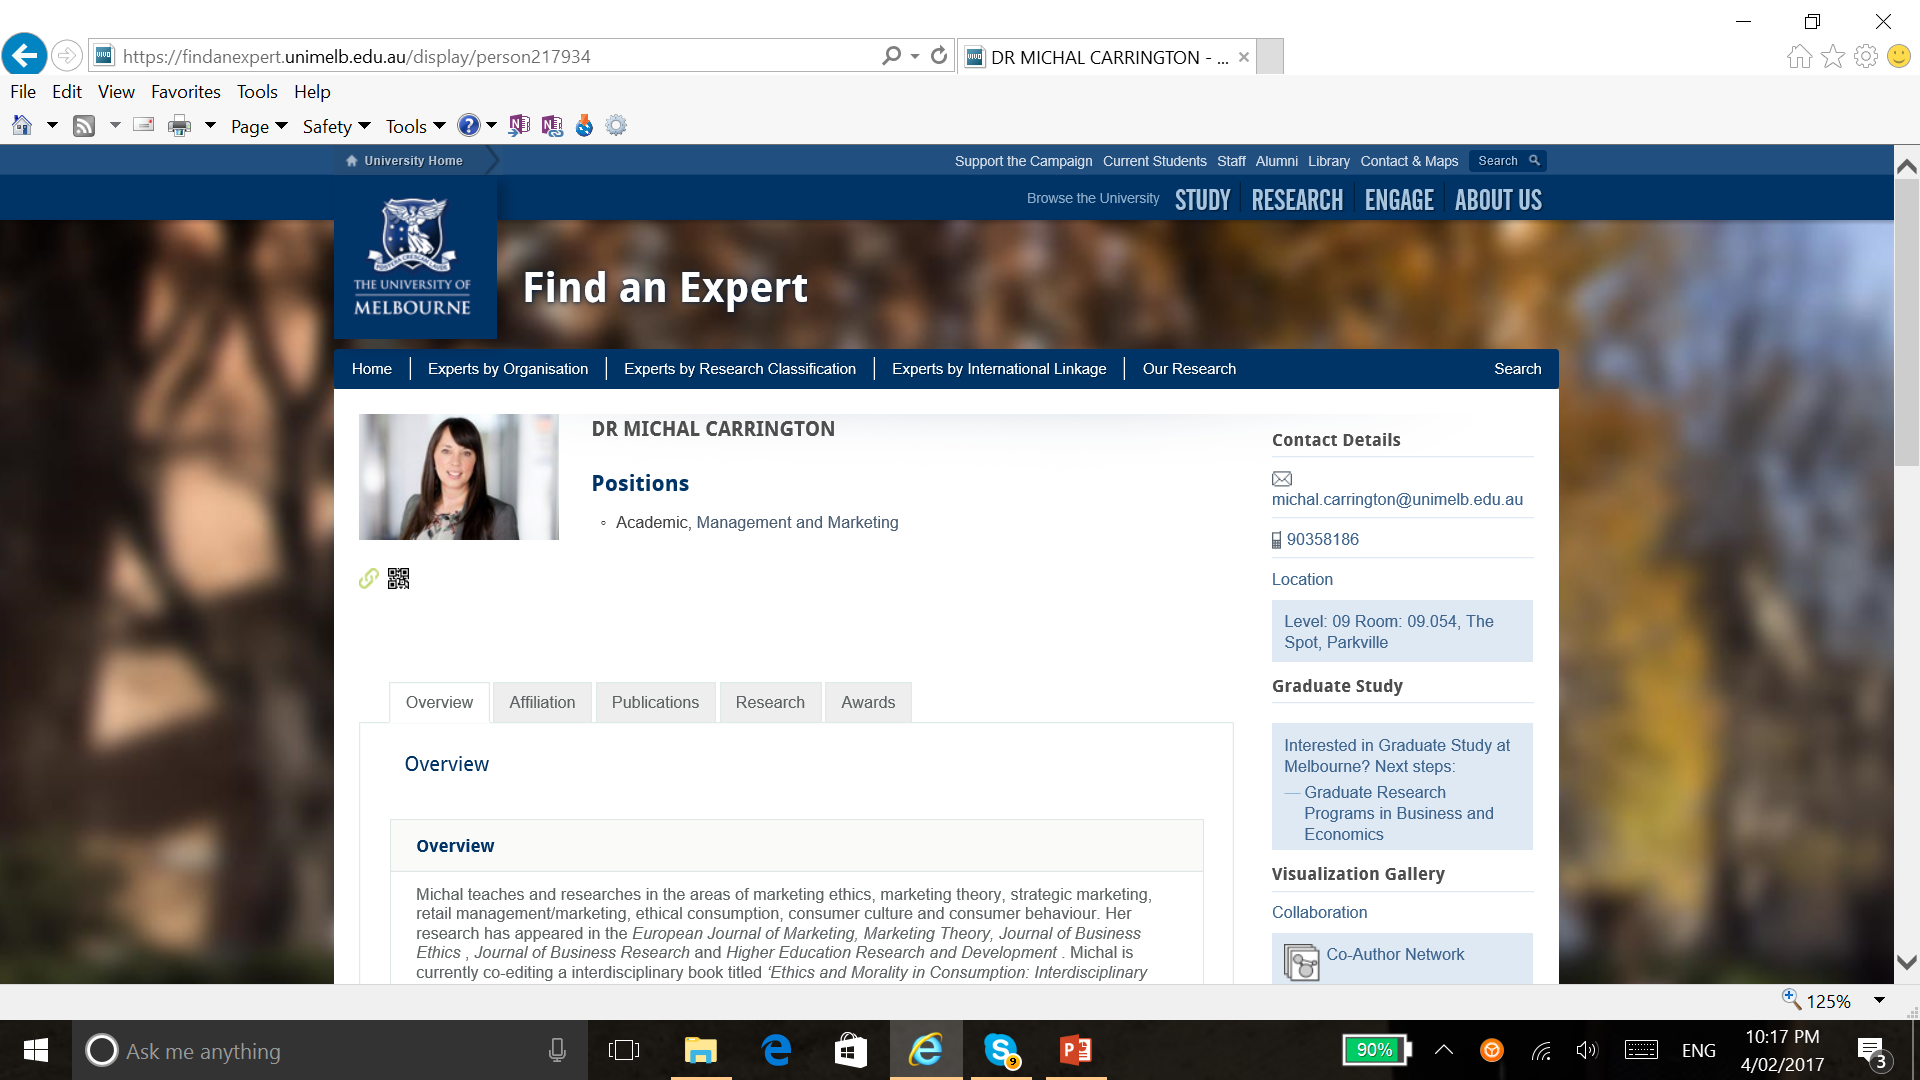 https://findanexpert.unimelb.edu.au/display/person217934
DR MICHAL CARRINGTON - ...
File Edit View Favorites Tools Help
Page Safety Tools
University Home
Support the Campaign Current Students Staff Alumni Library Contact & Maps Search
Browse the University STUDY RESEARCH ENGAGE ABOUT US
THE UNIVERSITY OF
MELBOURNE
Find an Expert
Home Experts by Organisation Experts by Research Classification Experts by International Linkage Our Research Search
DR MICHAL CARRINGTON
Positions
Academic, Management and Marketing
Contact Details
michal.carrington@unimelb.edu.au
90358186
Location
Level: 09 Room: 09.054, The
Spot, Parkville
Graduate Study
Interested in Graduate Study at
Melbourne? Next steps:
— Graduate Research
Programs in Business and
Economics
Visualization Gallery
Collaboration
Co-Author Network
Overview Affiliation Publications Research Awards
Overview
Overview
Michal teaches and researches in the areas of marketing ethics, marketing theory, strategic marketing,
retail management/marketing, ethical consumption, consumer culture and consumer behaviour. Her
research has appeared in the European Journal of Marketing, Marketing Theory, Journal of Business
Ethics , Journal of Business Research and Higher Education Research and Development . Michal is
currently co-editing a interdisciplinary book titled ‘Ethics and Morality in Consumption: Interdisciplinary
125%
Ask me anything
9
90%
ENG
10:17 PM
4/02/2017
3